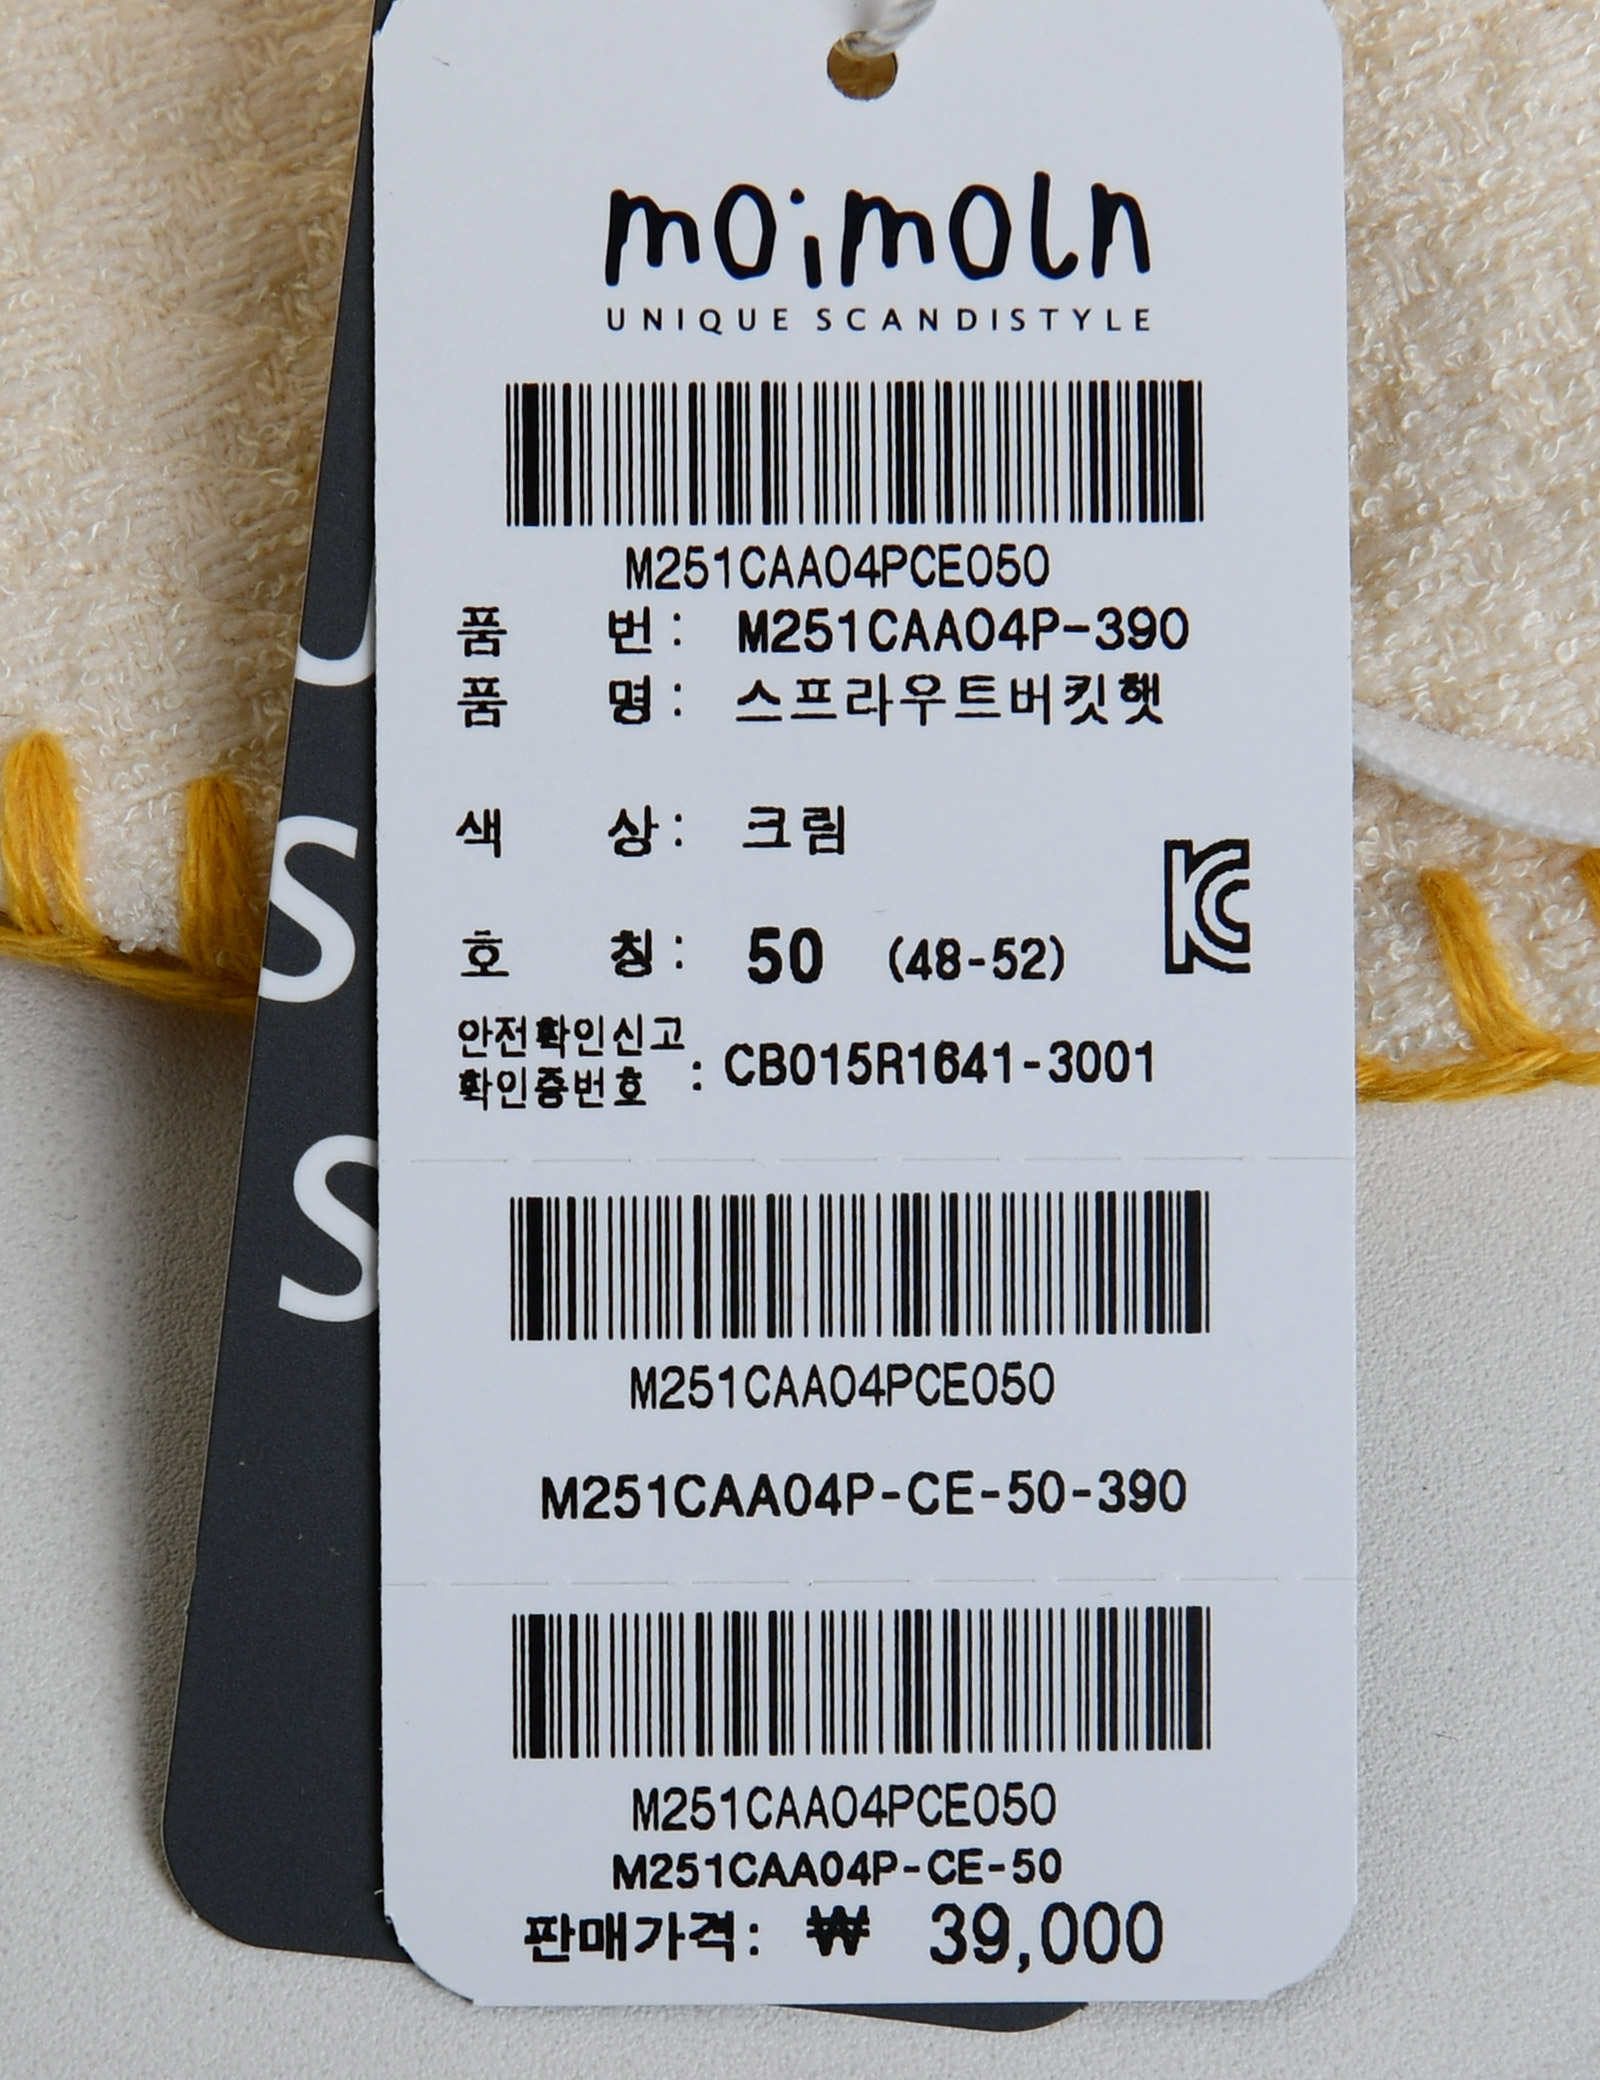 moimoln
UNIQUE SCANDISTYLE
M251CAA04PCE050
품 번: M251CAA04P-390
품 명: 스프라우트버킷햇
색 상: 크림
호 칭: 50 (48-52)
안전확인신고
확인증번호 : CB015R1641-3001
M251CAA04PCE050
M251CAA04P-CE-50-390
M251CAA04PCE050
M251CAA04P-CE-50
판매가격: ₩ 39,000
S
S